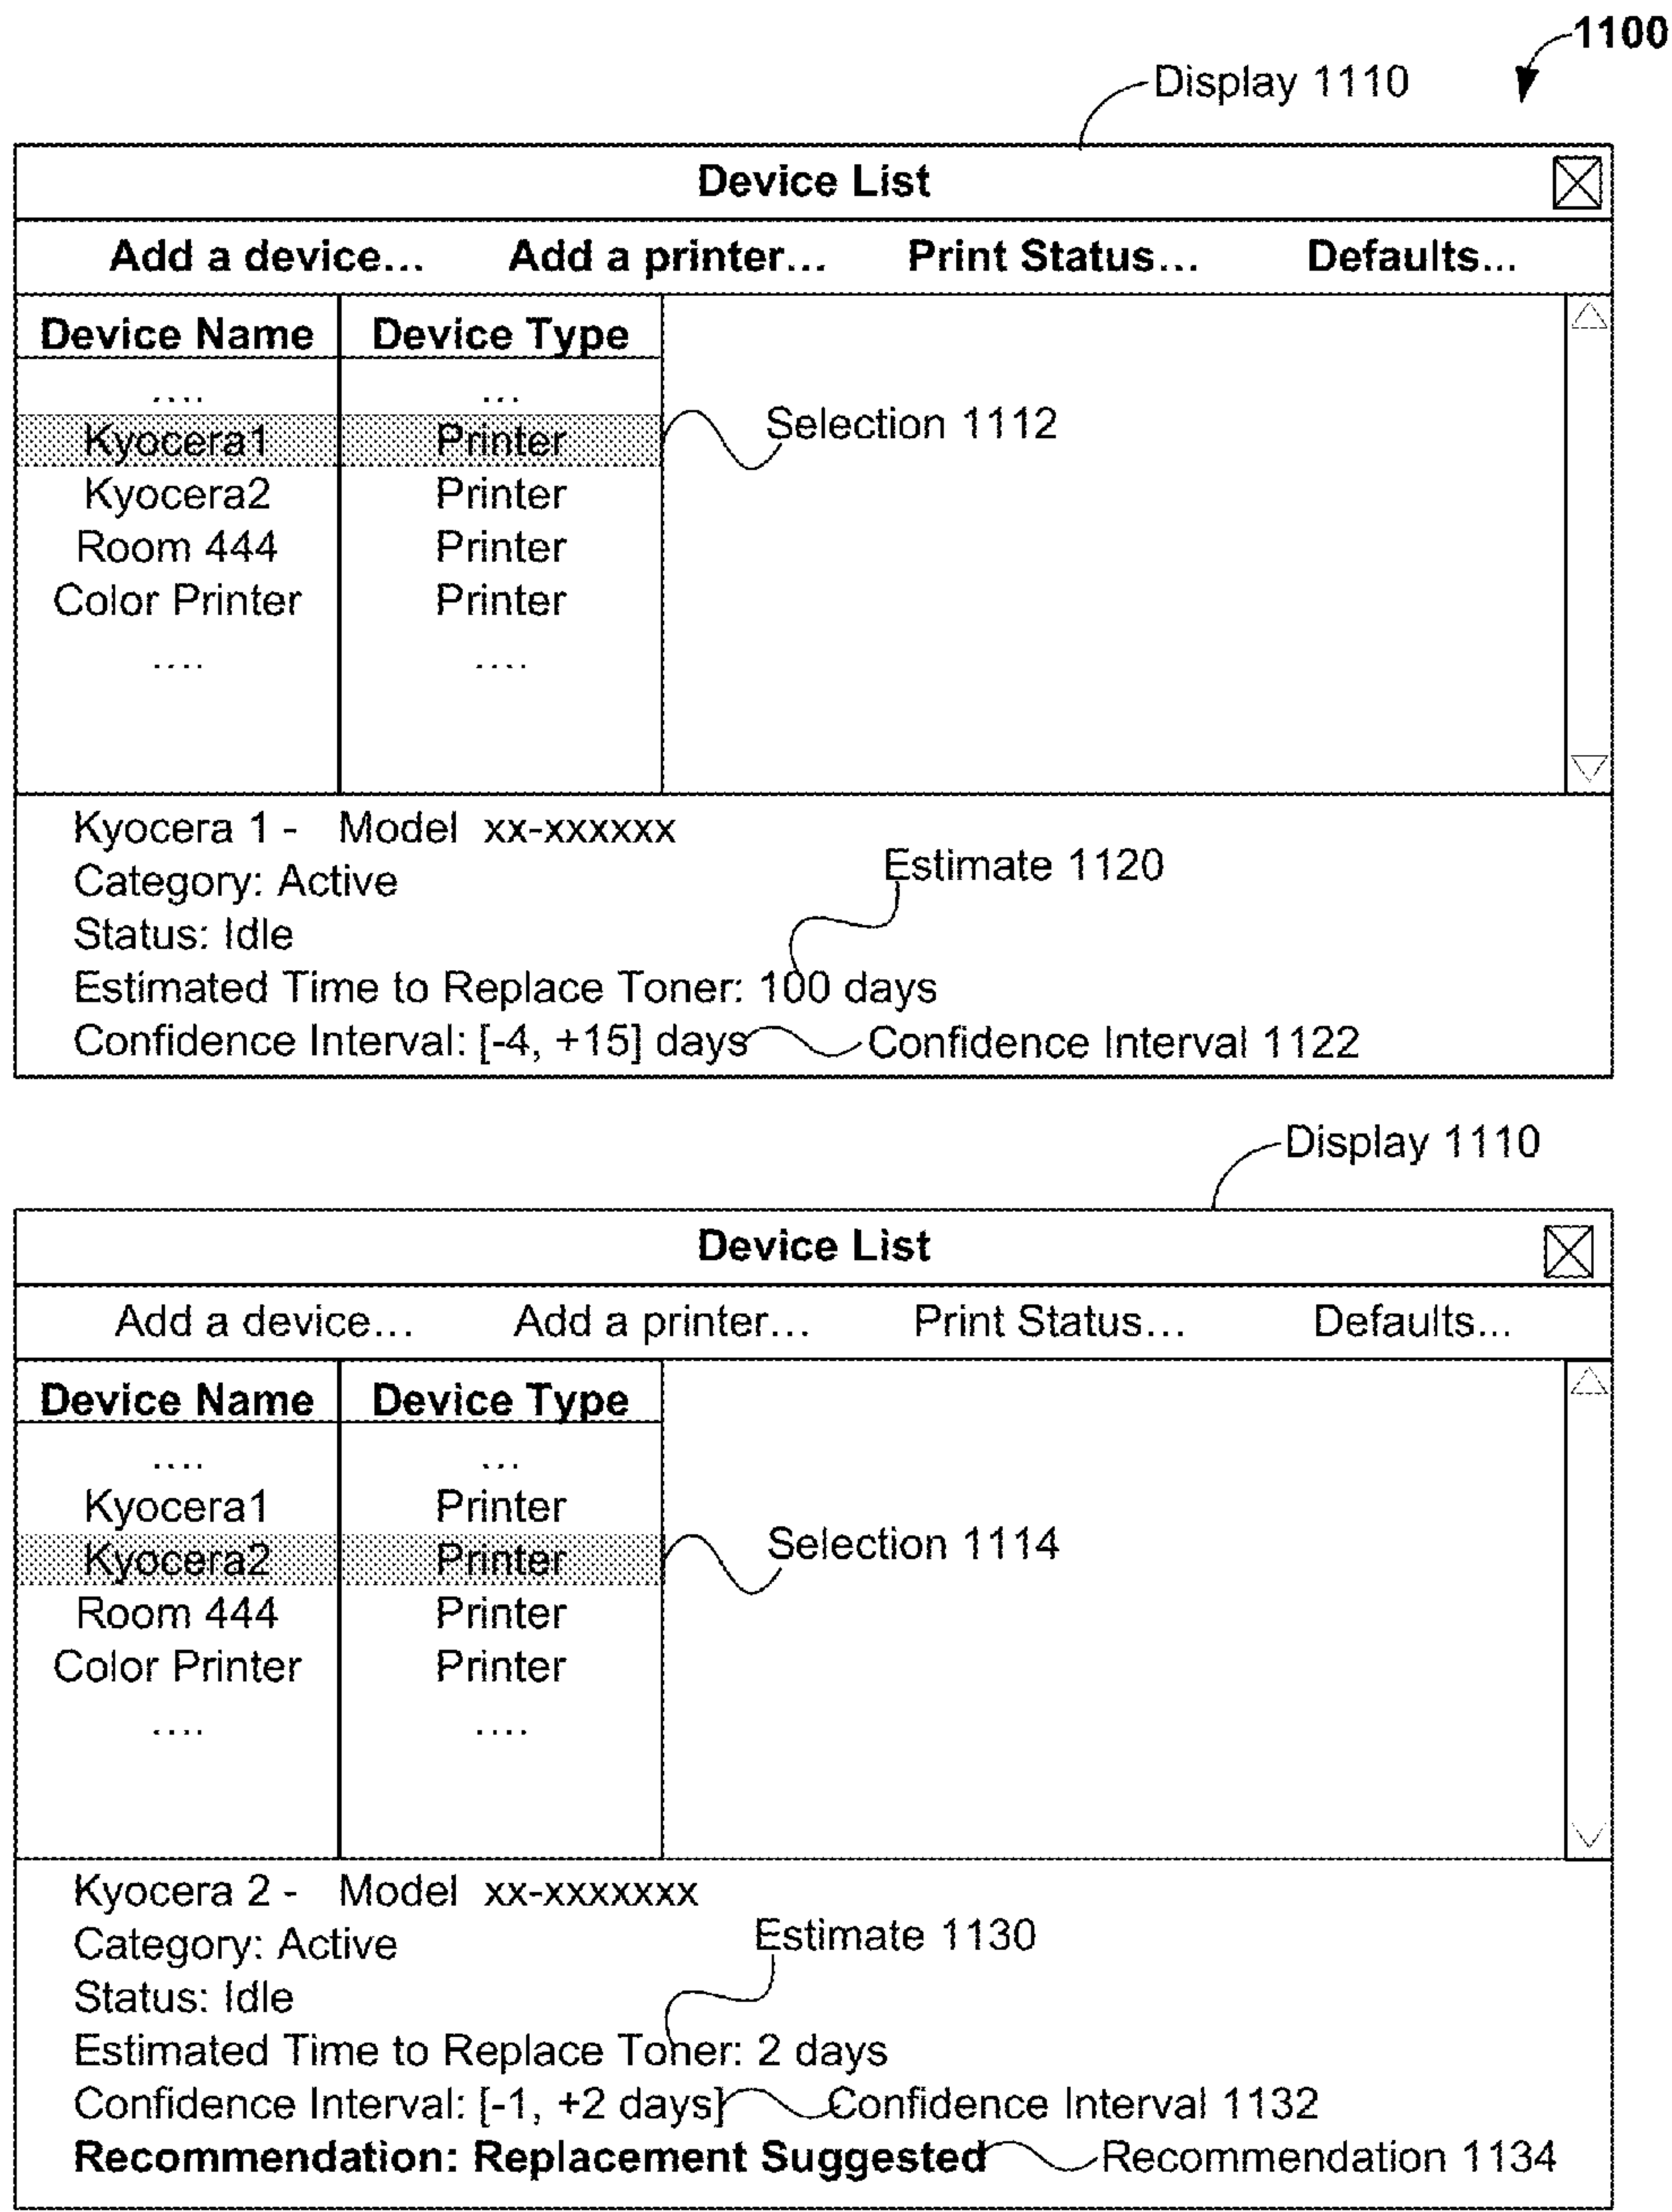 1100
Display 1110
Device List
Add a device... Add a printer... Print Status... Defaults...
Device Name Device Type
.... ...
Kyocera1 Printer Selection 1112
Kyocera2 Printer
Room 444 Printer
Color Printer Printer
.... ....
Kyocera 1 - Model xx-xxxxxx
Estimate 1120
Category: Active
Status: Idle
Estimated Time to Replace Toner: 100 days
Confidence Interval: [-4, +15] days Confidence Interval 1122
Display 1110
Device List
Add a device... Add a printer... Print Status... Defaults...
Device Name Device Type
.... ...
Kyocera1 Printer
Kyocera2 Printer Selection 1114
Room 444 Printer
Color Printer Printer
.... ....
Kyocera 2 - Model xx-xxxxxxx
Category: Active Estimate 1130
Status: Idle
Estimated Time to Replace Toner: 2 days
Confidence Interval: [-1, +2 days] Confidence Interval 1132
Recommendation: Replacement Suggested Recommendation 1134